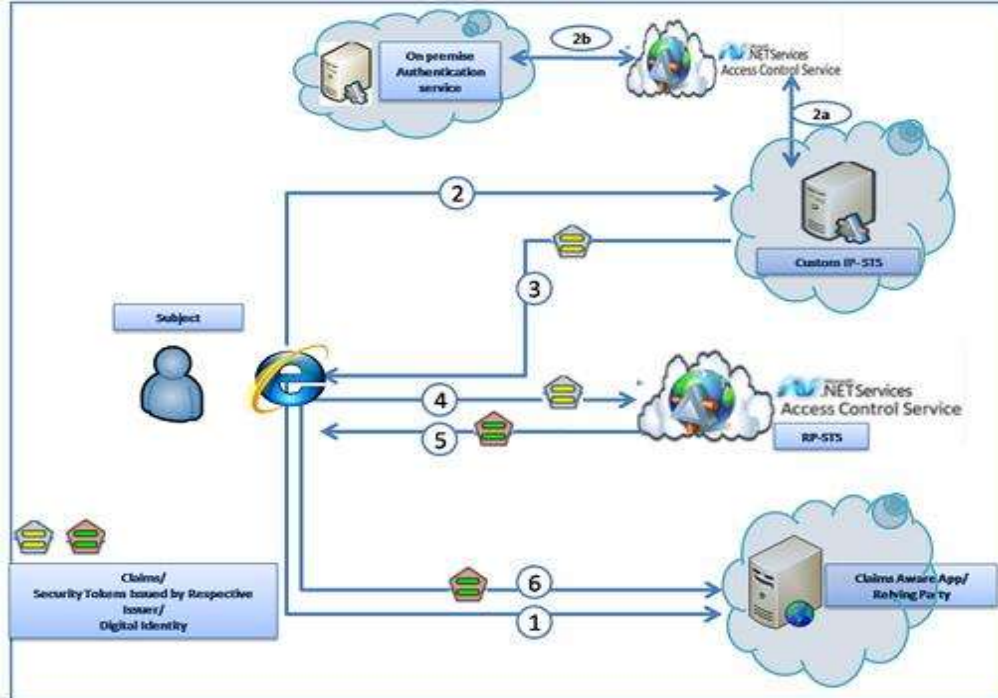 On premise
Authentication
service
2b
.NET Services
Access Control Service
2a
2
Custom IP-STS
3
Subject
4
.NET Services
Access Control Service
5
RP-STS
Claims/
Security Tokens Issued by Respective
Issuer/
Digital Identity
6
Claims Aware App/
Relying Party
1